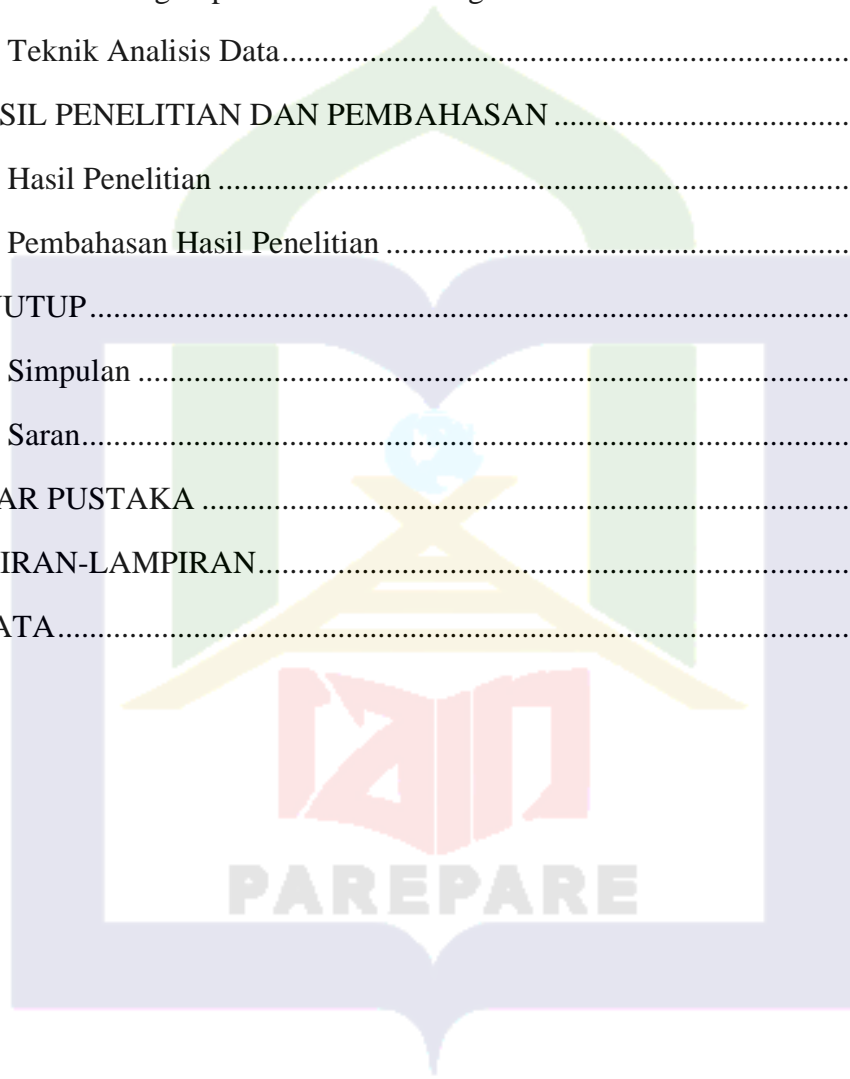 Teknik Analisis Data......................................................................
SIL PENELITIAN DAN PEMBAHASAN .....................................
Hasil Penelitian ..............................................................................
Pembahasan Hasil Penelitian .........................................................
UTUP..............................................................................................
Simpulan ........................................................................................
Saran...............................................................................................
AR PUSTAKA ................................................................................
IRAN-LAMPIRAN.........................................................................
ATA..................................................................................................
iain
PAREPARE